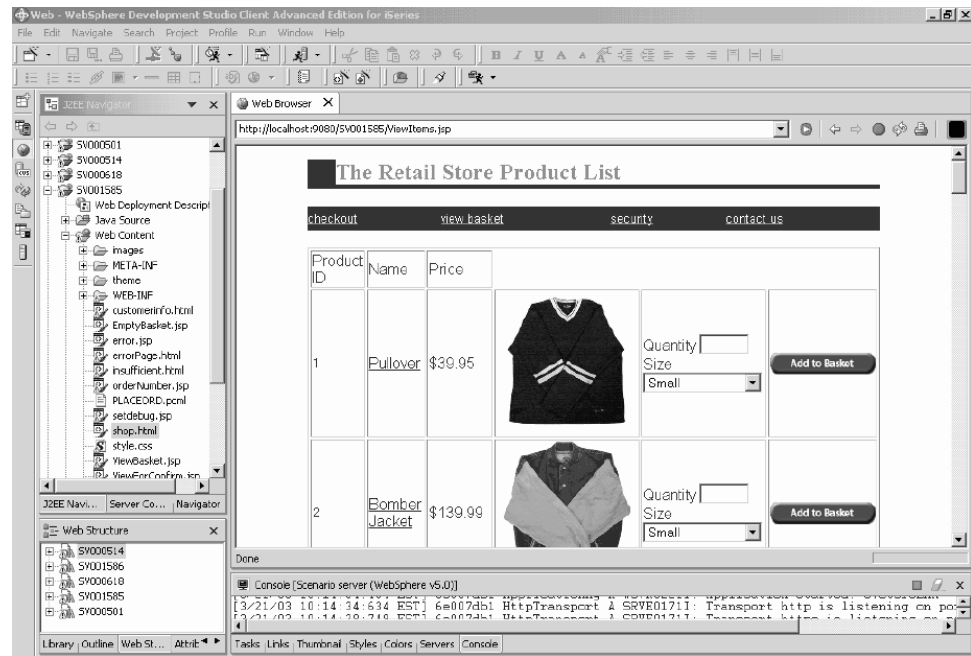 Web - WebSphere Development Studio Client Advanced Edition for iSeries
File Edit Navigate Search Project Profile Run Window Help
J2EE Navigator
SV000501
SV000514
SV000618
SV001585
Web Deployment Descript
Java Source
Web Content
images
META-INF
theme
WEB-INF
customerinfo.html
EmptyBasket.jsp
error.jsp
errorPage.html
insufficient.html
orderNumber.jsp
PLACEORD.pcml
setdebug.jsp
shop.html
style.css
ViewBasket.jsp
ViewForConfirm.jsp
J2EE Navi... Server Co... Navigator
Web Structure
SV000514
SV001586
SV000618
SV001585
SV000501
Library Outline Web St... Attrib
Web Browser
http://localhost:9080/SV001585/ViewItems.jsp
The Retail Store Product List
checkout view basket security contact us
Product ID Name Price
1 Pullover $39.95 Quantity Size Small Add to Basket
2 Bomber Jacket $139.99 Quantity Size Small Add to Basket
Done
Console [Scenario server (WebSphere v5.0)]
[3/21/03 10:14:34:634 EST] 6e007db1 HttpTransport A SRVE0171I: Transport http is listening on po
Tasks Links Thumbnail Styles Colors Servers Console